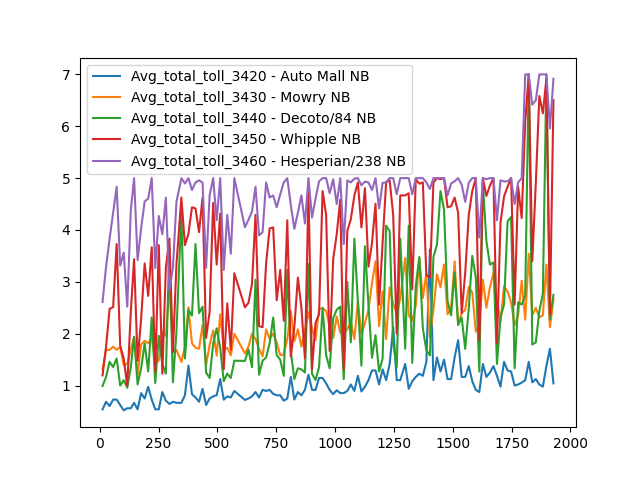 Avg_total_toll_3420 - Auto Mall NB
Avg_total_toll_3430 - Mowry NB
Avg_total_toll_3440 - Decoto/84 NB
Avg_total_toll_3450 - Whipple NB
Avg_total_toll_3460 - Hesperian/238 NB
7
6
5
4
3
2
1
0 250 500 750 1000 1250 1500 1750 2000